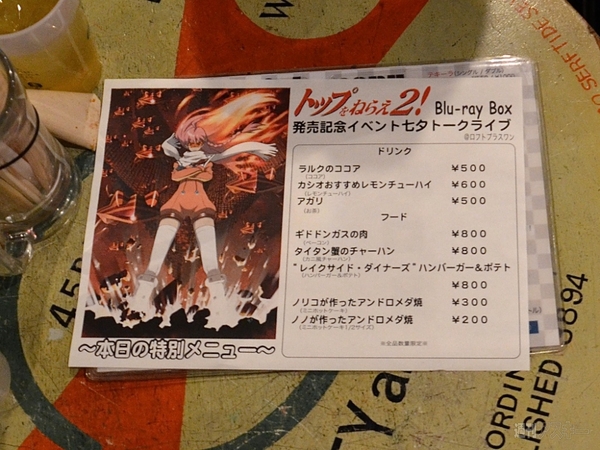 トップをねらえ2! Blu-ray Box
発売記念イベント七夕トークライブ
@ロフトプラスワン
ドリンク
ラルクのココア ¥500
(ココア)
カシオおすすめレモンチューハイ ¥600
(レモンチューハイ)
アガリ ¥500
(お茶)
フード
ギドドンガスの肉 ¥800
(ベーコン)
タイタン蟹のチャーハン ¥800
(カニ風チャーハン)
"レイクサイド・ダイナーズ"ハンバーガー&ポテト
(ハンバーガー&ポテト)
¥800
ノリコが作ったアンドロメダ焼 ¥300
(ミニホットケーキ)
ノノが作ったアンドロメダ焼 ¥200
(ミニホットケーキ/2サイズ)
※全品数量限定※
～本日の特別メニュー～
SERF TIDE
45
TY
ORDIN
LISHED
894